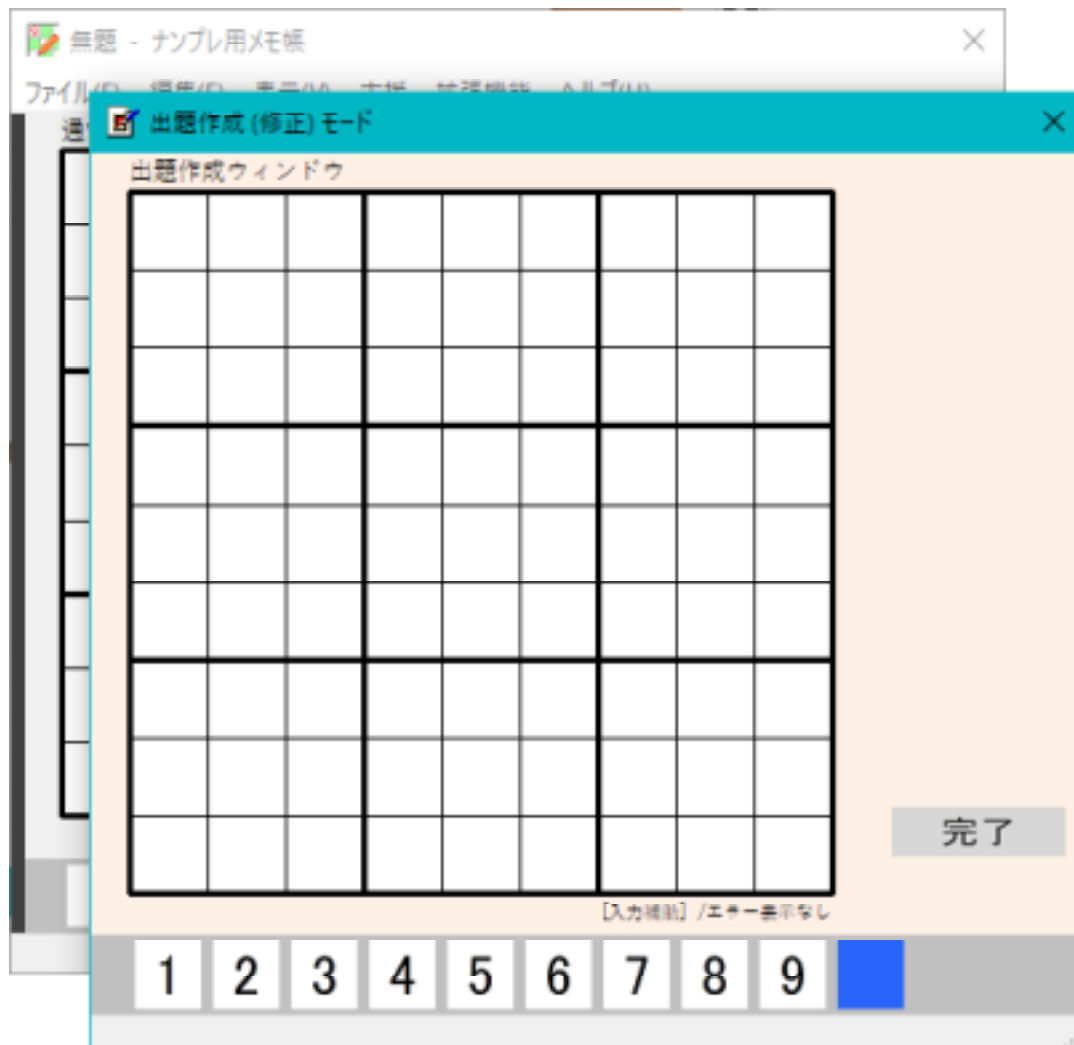 無題 - ナンプレ用メモ帳
出題作成 (修正) モード
出題作成ウィンドウ
完了
[入力補助] /エラー表示なし
1 2 3 4 5 6 7 8 9